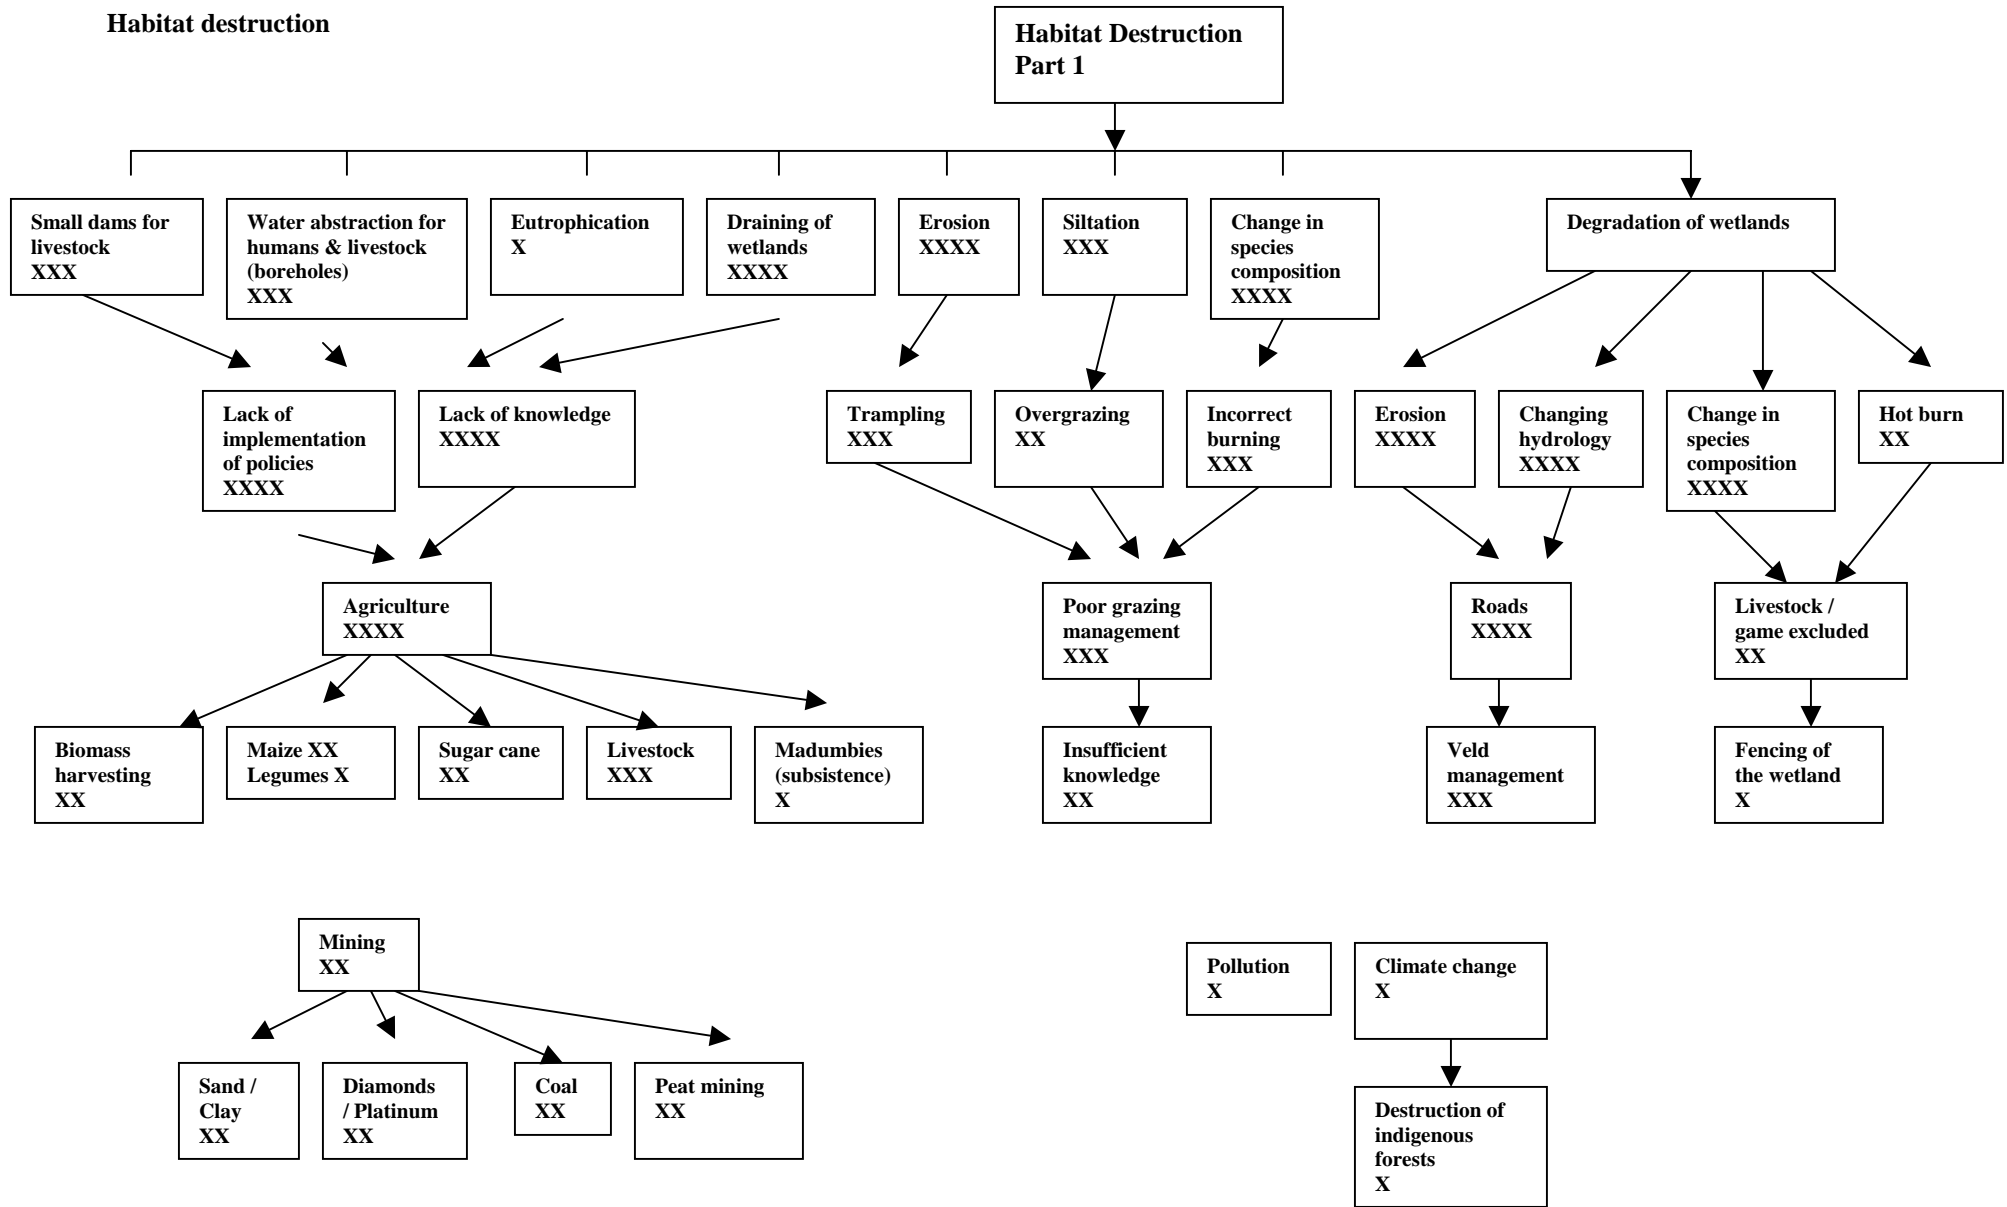 Habitat destruction
Habitat Destruction
Part 1
Small dams for
livestock
XXX
Water abstraction for
humans & livestock
(boreholes)
XXX
Eutrophication
X
Draining of
wetlands
XXXX
Erosion
XXXX
Siltation
XXX
Change in
species
composition
XXXX
Degradation of wetlands
Lack of
implementation
of policies
XXXX
Lack of knowledge
XXXX
Trampling
XXX
Overgrazing
XX
Incorrect
burning
XXX
Erosion
XXXX
Changing
hydrology
XXXX
Change in
species
composition
XXXX
Hot burn
XX
Agriculture
XXXX
Poor grazing
management
XXX
Roads
XXXX
Livestock /
game excluded
XX
Biomass
harvesting
XX
Maize XX
Legumes X
Sugar cane
XX
Livestock
XXX
Madumbies
(subsistence)
X
Insufficient
knowledge
XX
Veld
management
XXX
Fencing of
the wetland
X
Mining
XX
Pollution
X
Climate change
X
Sand /
Clay
XX
Diamonds
/ Platinum
XX
Coal
XX
Peat mining
XX
Destruction of
indigenous
forests
X